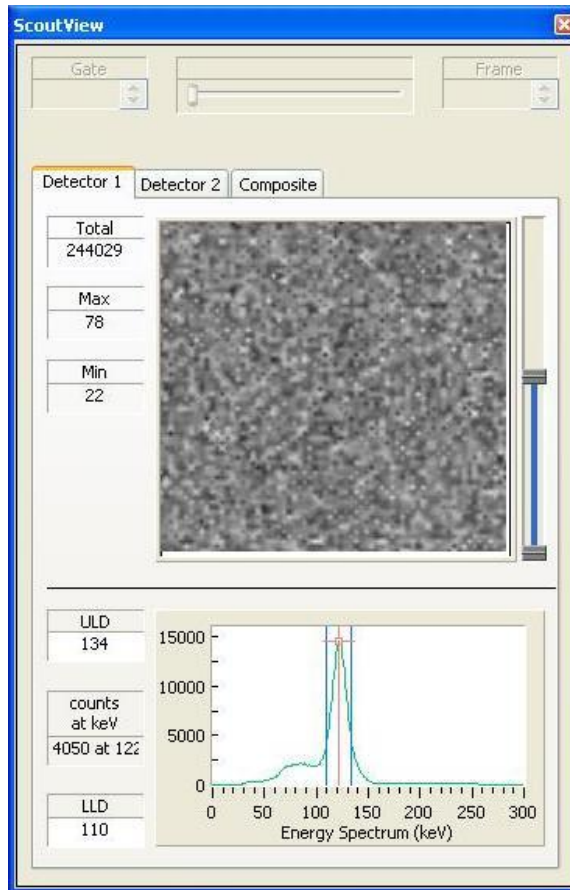 ScoutView
Gate
Frame
Detector 1 Detector 2 Composite
Total
244029
Max
78
Min
22
ULD
134
counts
at keV
4050 at 122
LLD
110
15000
10000
5000
0
0 50 100 150 200 250 300
Energy Spectrum (keV)